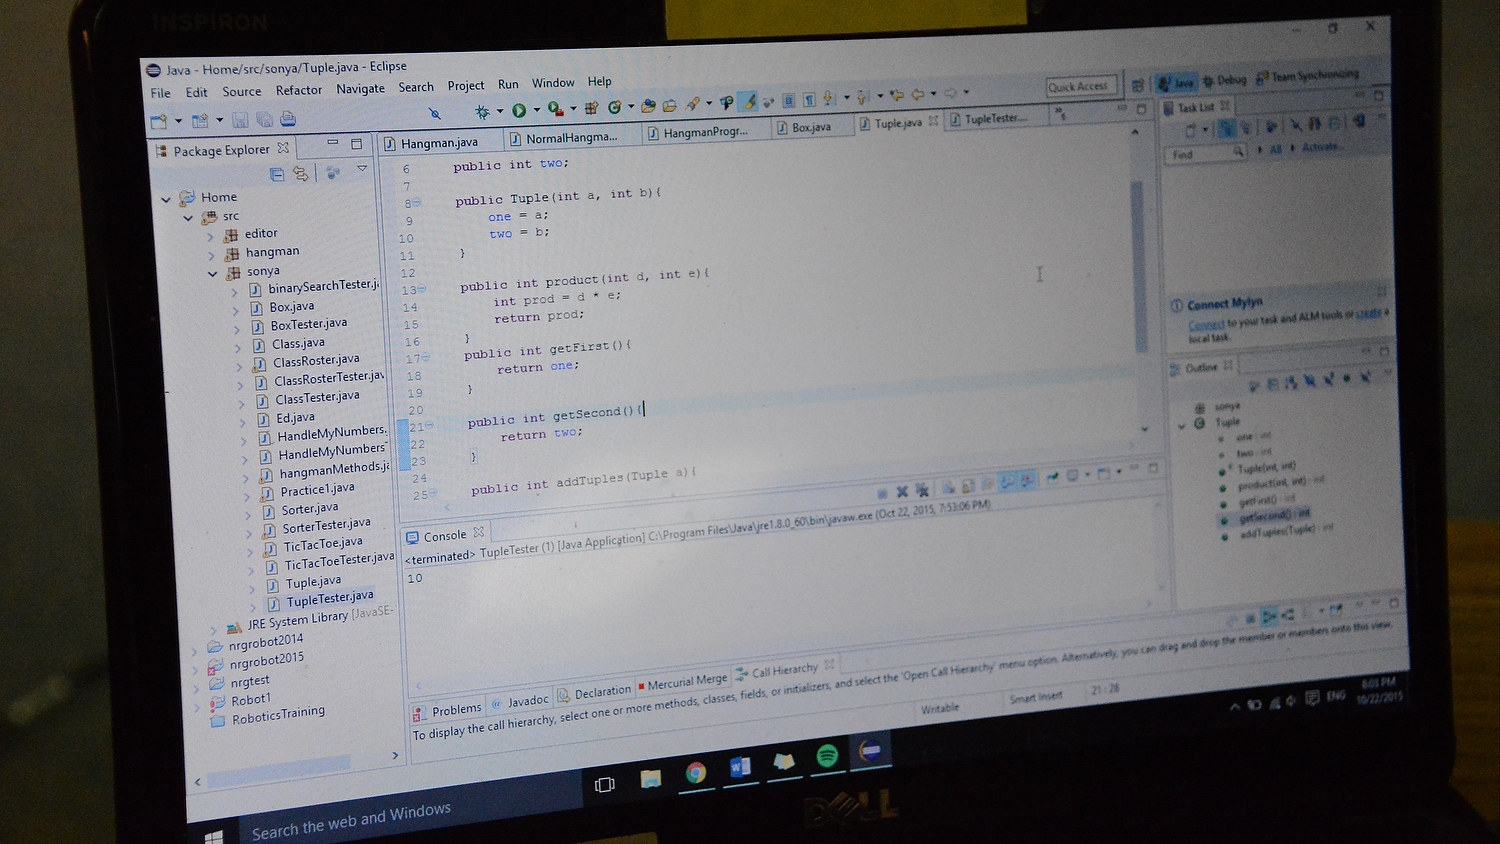 INSPIRON
Java - Home/src/sonya/Tuple.java - Eclipse
File Edit Source Refactor Navigate Search Project Run Window Help
Quick Access
Java Debug Team Synchronizing
Package Explorer
Home
src
editor
hangman
sonya
binarySearchTester.j
Box.java
BoxTester.java
Class.java
ClassRoster.java
ClassRosterTester.jav
ClassTester.java
Ed.java
HandleMyNumbers.
HandleMyNumbers
hangmanMethods.ja
Practice1.java
Sorter.java
SorterTester.java
TicTacToe.java
TicTacToeTester.java
Tuple.java
TupleTester.java
JRE System Library [JavaSE-
nrgrobot2014
nrgrobot2015
nrgtest
Robot1
RoboticsTraining
Hangman.java NormalHangma... HangmanProgr... Box.java Tuple.java TupleTester....
6 public int two;
7
8 public Tuple(int a, int b){
9 one = a;
10 two = b;
11 }
12
13 public int product(int d, int e){
14 int prod = d * e;
15 return prod;
16 }
17 public int getFirst(){
18 return one;
19 }
20
21 public int getSecond(){
22 return two;
23 }
24
25 public int addTuples(Tuple a){
Console
<terminated> TupleTester (1) [Java Application] C:\Program Files\Java\jre1.8.0_60\bin\javaw.exe (Oct 22, 2015, 7:53:06 PM)
10
Task List
Find All Activate...
Connect Mylyn
Connect to your task and ALM tools or create a
local task.
Outline
sonya
Tuple
one : int
two : int
Tuple(int, int)
product(int, int) : int
getFirst() : int
getSecond() : int
addTuples(Tuple) : int
Problems Javadoc Declaration Mercurial Merge Call Hierarchy
To display the call hierarchy, select one or more methods, classes, fields, or initializers, and select the 'Open Call Hierarchy' menu option. Alternatively, you can drag and drop the member or members onto this view.
Writable Smart Insert 21 : 28
Search the web and Windows
ENG
8:03 PM
10/22/2015
DELL